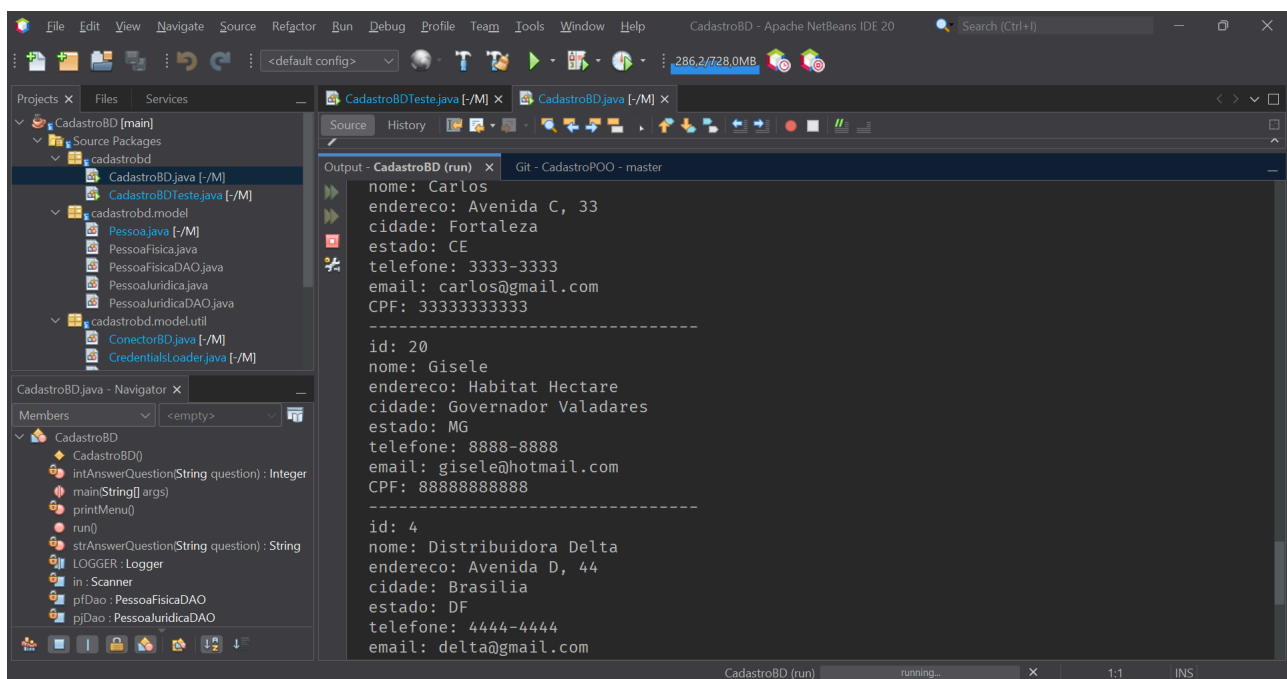 File Edit View Navigate Source Refactor Run Debug Profile Team Tools Window Help CadastroBD - Apache NetBeans IDE 20 Search (Ctrl+I)
<default config> 286,2/728,0MB
Projects Files Services
CadastroBD [main]
Source Packages
cadastrobd
CadastroBD.java [-/M]
CadastroBDTeste.java [-/M]
cadastrobd.model
Pessoa.java [-/M]
PessoaFisica.java
PessoaFisicaDAO.java
PessoaJuridica.java
PessoaJuridicaDAO.java
cadastrobd.model.util
ConectorBD.java [-/M]
CredentialsLoader.java [-/M]
CadastroBD.java - Navigator
Members <empty>
CadastroBD
CadastroBD()
intAnswerQuestion(String question) : Integer
main(String[] args)
printMenu()
run()
strAnswerQuestion(String question) : String
LOGGER : Logger
in : Scanner
pfDao : PessoaFisicaDAO
pjDao : PessoaJuridicaDAO
CadastroBDTeste.java [-/M] CadastroBD.java [-/M]
Source History
Output - CadastroBD (run) Git - CadastroPOO - master
nome: Carlos
endereco: Avenida C, 33
cidade: Fortaleza
estado: CE
telefone: 3333-3333
email: carlos@gmail.com
CPF: 33333333333
---------------------------------
id: 20
nome: Gisele
endereco: Habitat Hectare
cidade: Governador Valadares
estado: MG
telefone: 8888-8888
email: gisele@hotmail.com
CPF: 88888888888
---------------------------------
id: 4
nome: Distribuidora Delta
endereco: Avenida D, 44
cidade: Brasilia
estado: DF
telefone: 4444-4444
email: delta@gmail.com
CadastroBD (run) running... 1:1 INS